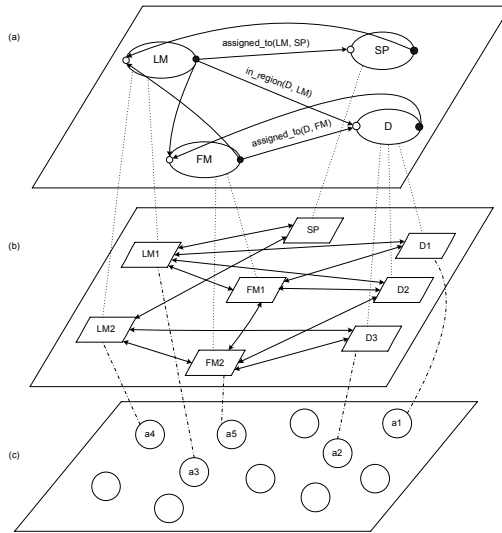 (a)
LM
assigned_to(LM, SP)
SP
in_region(D, LM)
D
assigned_to(D, FM)
FM
(b)
SP
LM1
D1
FM1
D2
LM2
D3
FM2
(c)
a4
a5
a1
a3
a2